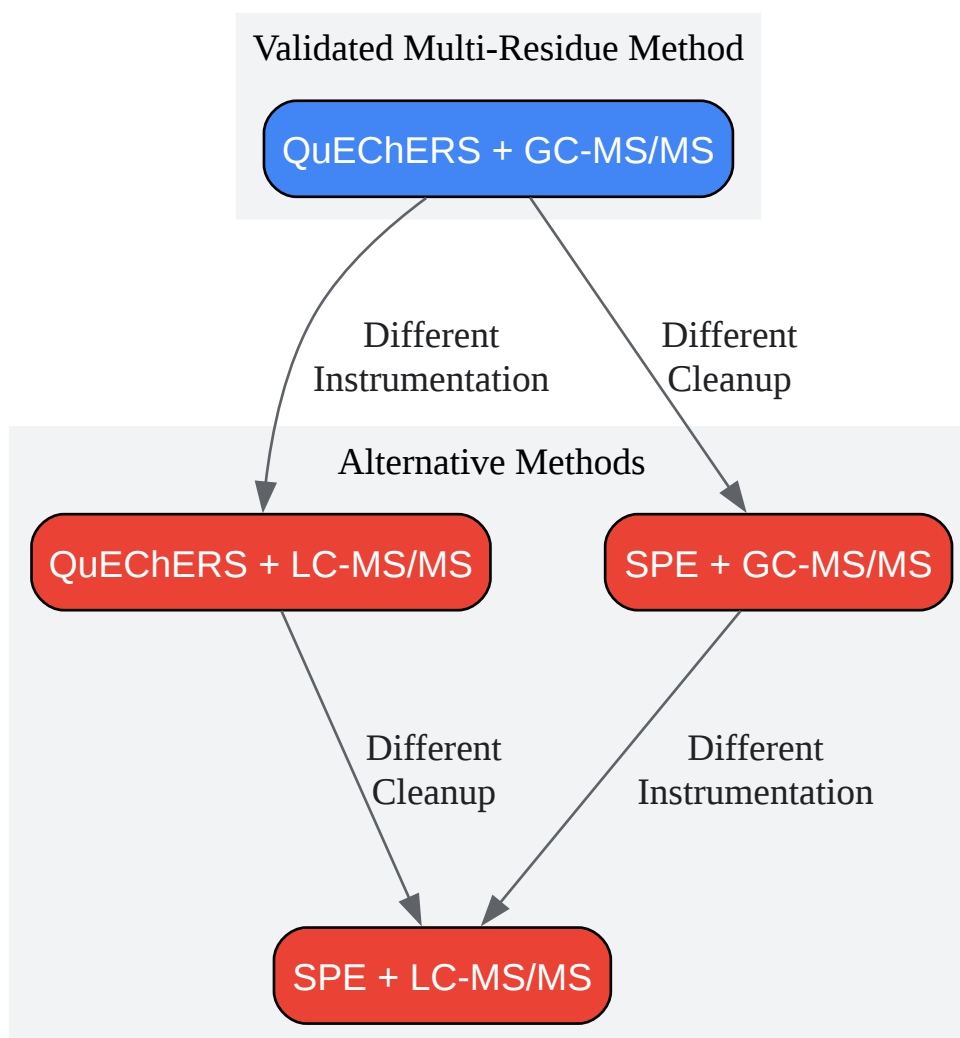 Validated Multi-Residue Method
QuEChERS + GC-MS/MS
Different
Instrumentation
Different
Cleanup
Alternative Methods
QuEChERS + LC-MS/MS
SPE + GC-MS/MS
Different
Cleanup
Different
Instrumentation
SPE + LC-MS/MS